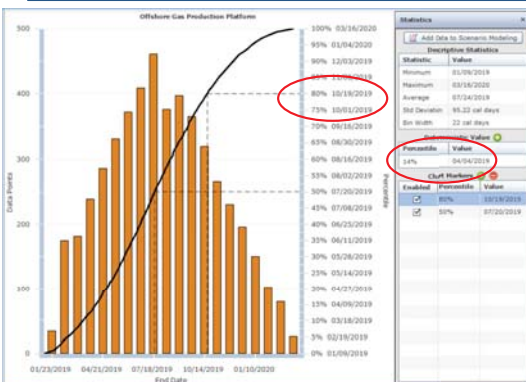 Offshore Gas Production Platform
500
400
300
200
100
0
Data Points
100% 03/16/2020
95% 01/04/2020
90% 12/03/2019
80% 10/19/2019
75% 10/01/2019
70% 09/16/2019
65% 08/30/2019
60% 08/16/2019
55% 08/02/2019
50% 07/20/2019
45% 07/08/2019
40% 06/25/2019
35% 06/11/2019
30% 05/28/2019
25% 05/14/2019
20% 04/27/2019
15% 04/09/2019
10% 03/18/2019
5% 02/19/2019
0% 01/09/2019
Percentile
01/23/2019 04/21/2019 07/18/2019 10/14/2019 01/10/2020
End Date
Statistics
Add Data to Scenario Modeling
Descriptive Statistics
Statistic Value
Minimum 01/09/2019
Maximum 03/16/2020
Average 07/24/2019
Std Deviation 95.22 cal days
Bin Width 22 cal days
Deterministic Value
Percentile Value
14% 04/04/2019
Chart Markers
Enabled Percentile Value
80% 10/19/2019
50% 07/20/2019